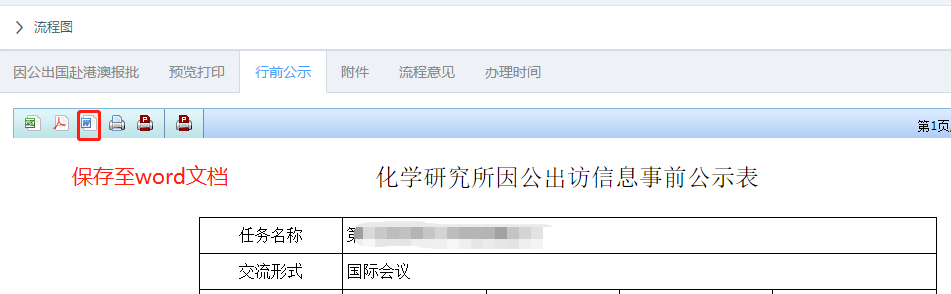 流程图
因公出国赴港澳报批 预览打印 行前公示 附件 流程意见 办理时间
第1页
保存至word文档
化学研究所因公出访信息事前公示表
任务名称 第
交流形式 国际会议